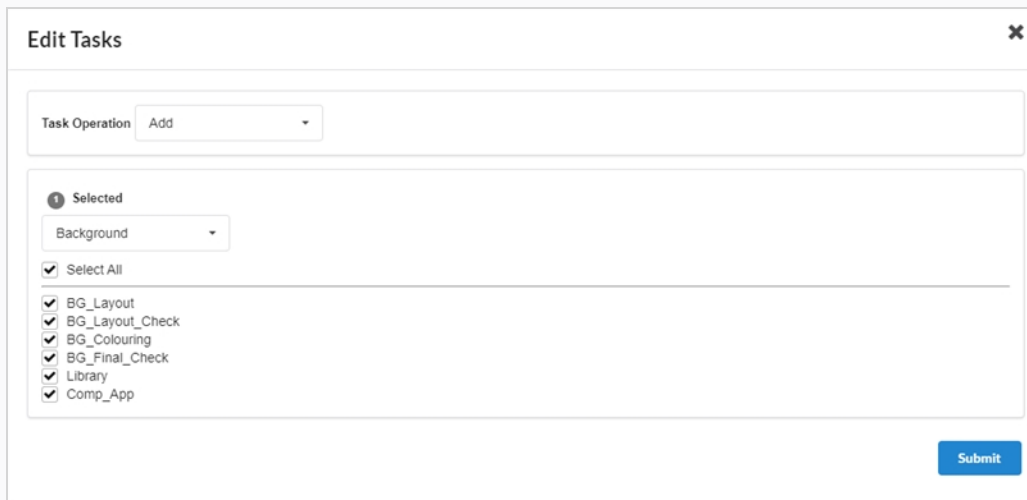 Edit Tasks
Task Operation Add
1 Selected
Background
Select All
BG_Layout
BG_Layout_Check
BG_Colouring
BG_Final_Check
Library
Comp_App
Submit